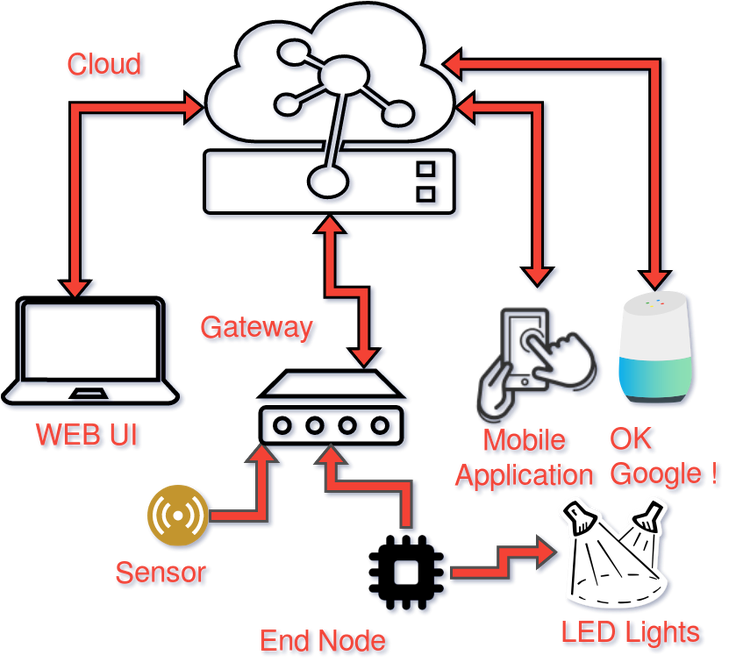 Cloud
Gateway
WEB UI
Mobile
Application
OK
Google !
Sensor
End Node
LED Lights